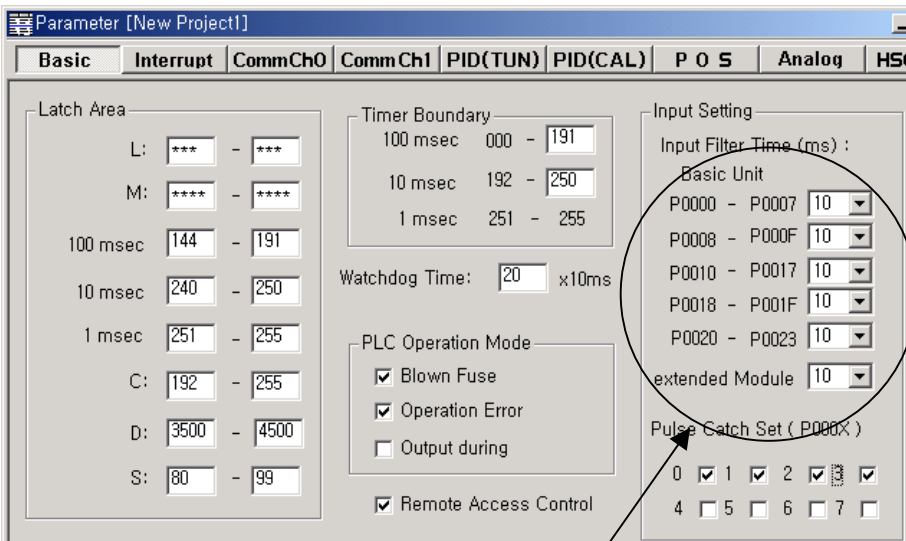 Parameter [New Project1]
Basic Interrupt CommCh0 CommCh1 PID(TUN) PID(CAL) P O S Analog
Latch Area
L: *** - ***
M: **** - ****
100 msec 144 - 191
10 msec 240 - 250
1 msec 251 - 255
C: 192 - 255
D: 3500 - 4500
S: 80 - 99
Timer Boundary
100 msec 000 - 191
10 msec 192 - 250
1 msec 251 - 255
Watchdog Time: 20 x10ms
PLC Operation Mode
Blown Fuse
Operation Error
Output during
Remote Access Control
Input Setting
Input Filter Time (ms) :
Basic Unit
P0000 - P0007 10
P0008 - P000F 10
P0010 - P0017 10
P0018 - P001F 10
P0020 - P0023 10
extended Module 10
Pulse Catch Set ( P000X )
0 1 2 3
4 5 6 7